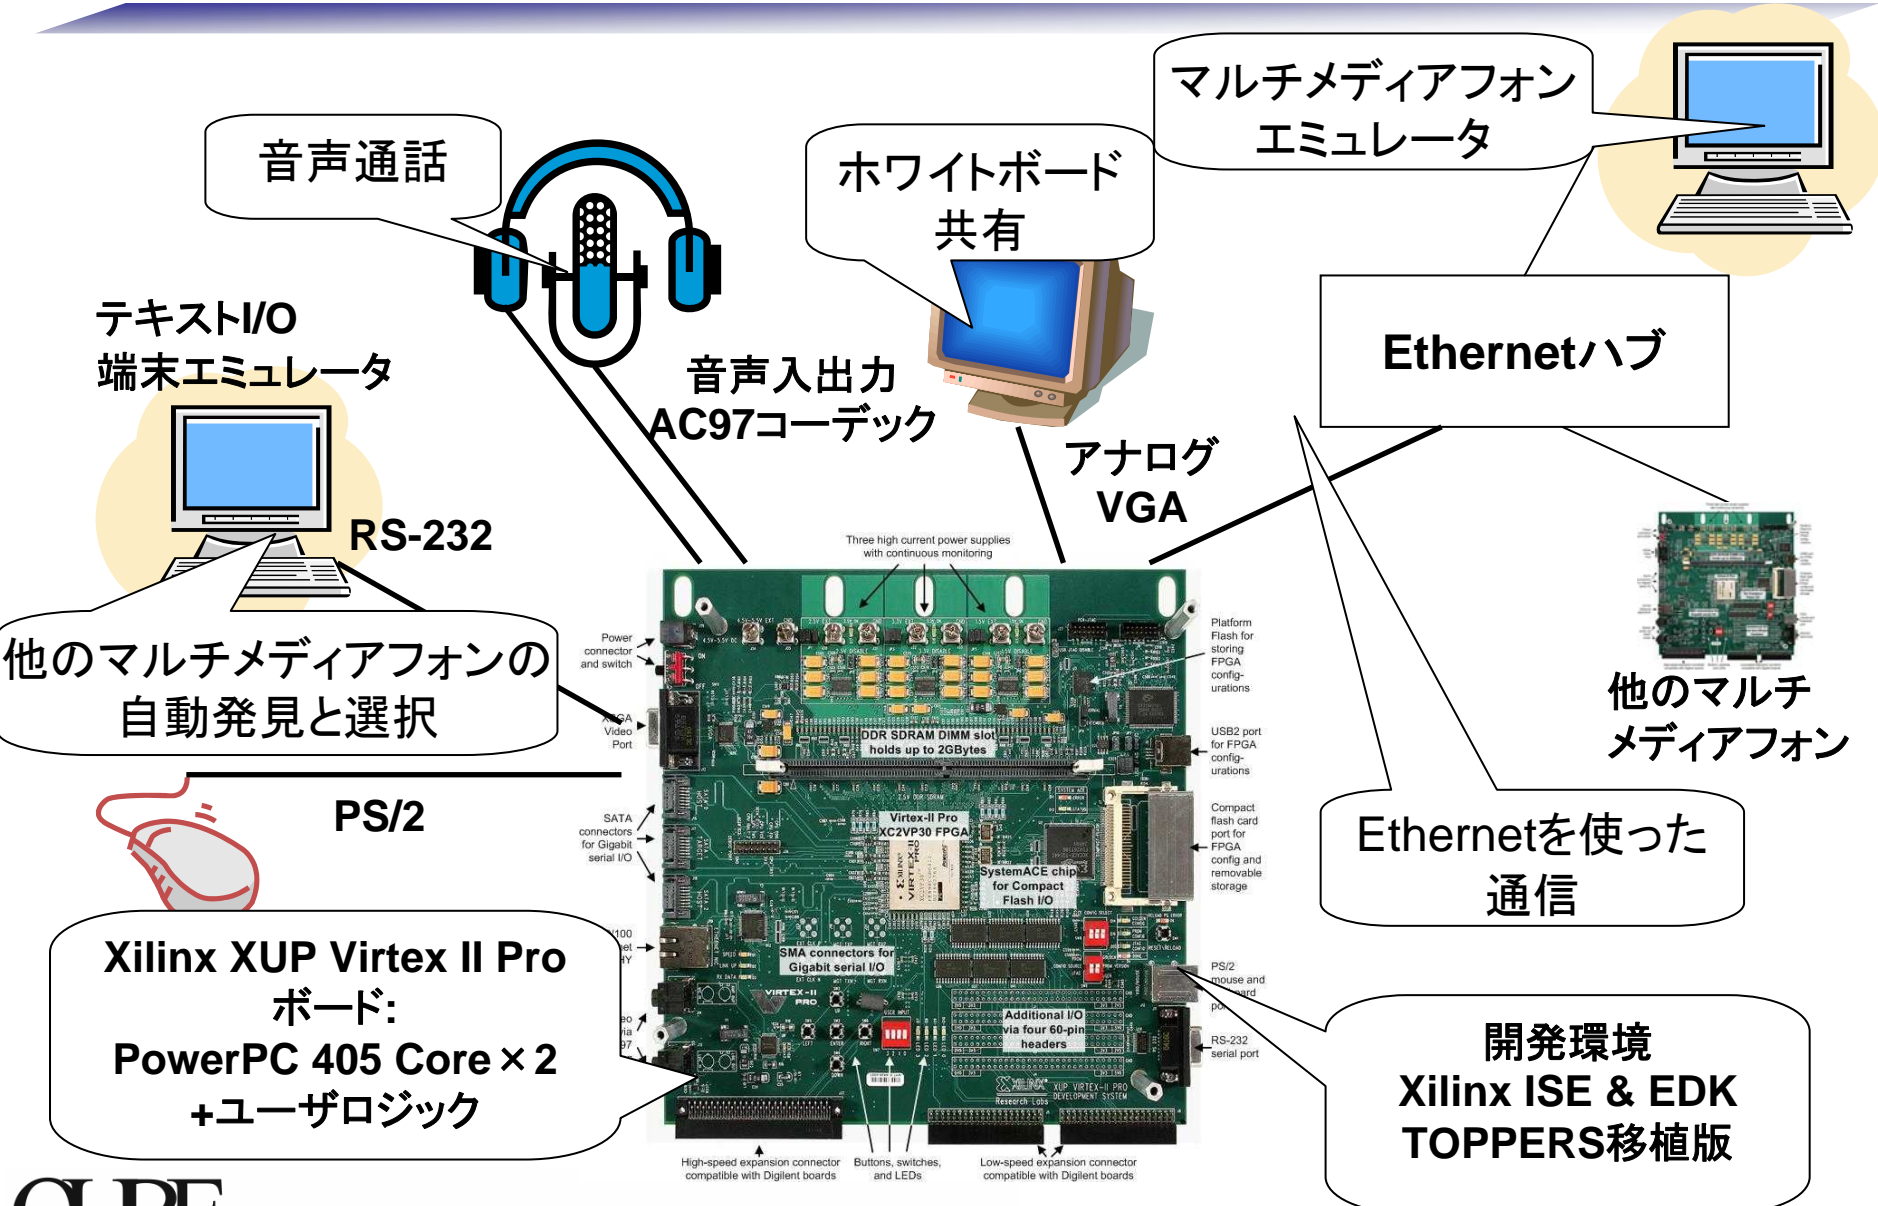 マルチメディアフォン
エミュレータ
音声通話
ホワイトボード
共有
テキストI/O
端末エミュレータ
音声入出力
AC97コーデック
Ethernetハブ
アナログ
VGA
RS-232
他のマルチメディアフォンの
自動発見と選択
PS/2
他のマルチ
メディアフォン
Ethernetを使った
通信
Xilinx XUP Virtex II Pro
ボード:
PowerPC 405 Core×2
+ユーザロジック
開発環境
Xilinx ISE & EDK
TOPPERS移植版
Three high current power supplies
with continuous monitoring
Power
connector
and switch
Video
Port
SATA
connectors
for Gigabit
serial I/O
Platform
Flash for
storing
FPGA
config-
urations
USB2 port
for FPGA
config-
urations
Compact
flash card
port for
FPGA
config and
removable
storage
PS/2
mouse and
RS-232
serial port
DDR SDRAM DIMM slot
holds up to 2GBytes
Virtex-II Pro
XC2VP30 FPGA
SystemACE chip
for Compact
Flash I/O
SMA connectors for
Gigabit serial I/O
Additional I/O
via four 60-pin
headers
VIRTEX-II
PRO
XILINX
Research Labs
XUP VIRTEX-II PRO
DEVELOPMENT SYSTEM
High-speed expansion connector
compatible with Digilent boards
Buttons, switches,
and LEDs
Low-speed expansion connector
compatible with Digilent boards